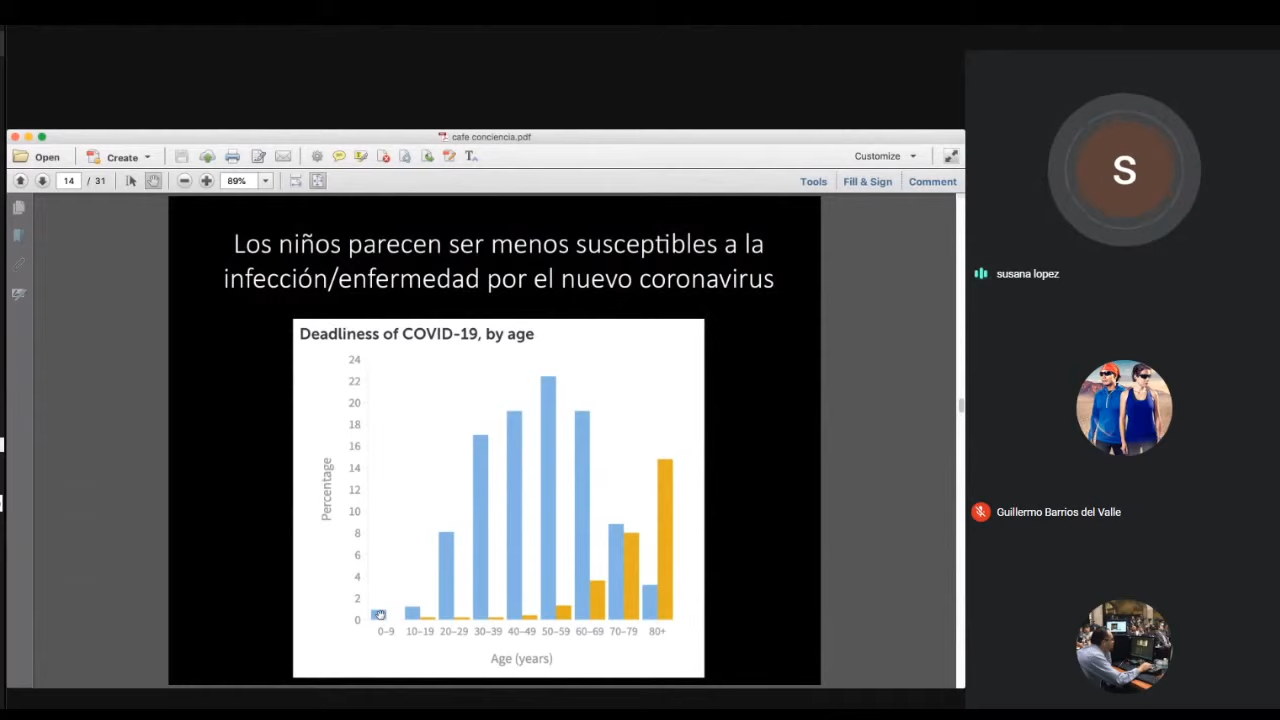 cafe conciencia.pdf
Open
Create
Customize
14 / 31
89%
Tools
Fill & Sign
Comment
Los niños parecen ser menos susceptibles a la
infección/enfermedad por el nuevo coronavirus
Deadliness of COVID-19, by age
24
22
20
18
16
14
12
10
8
6
4
2
0
Percentage
0–9 10–19 20–29 30–39 40–49 50–59 60–69 70–79 80+
Age (years)
S
susana lopez
Guillermo Barrios del Valle